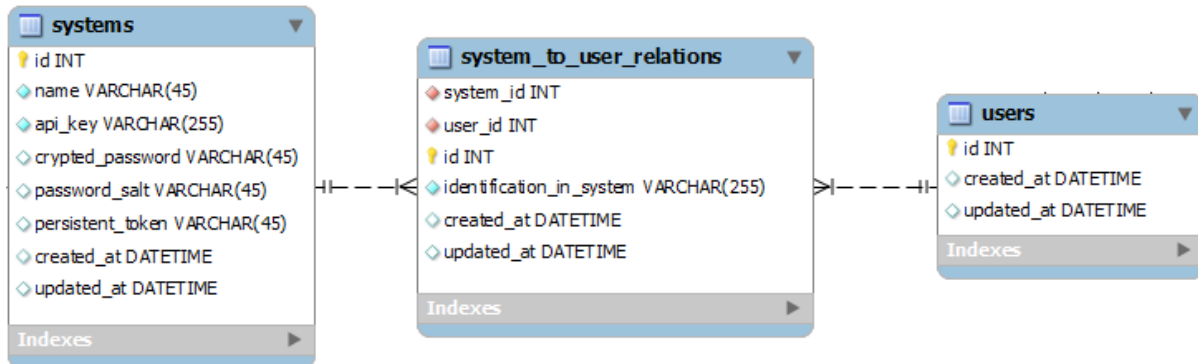 systems
id INT
name VARCHAR(45)
api_key VARCHAR(255)
crypted_password VARCHAR(45)
password_salt VARCHAR(45)
persistent_token VARCHAR(45)
created_at DATETIME
updated_at DATETIME
Indexes
system_to_user_relations
system_id INT
user_id INT
id INT
identification_in_system VARCHAR(255)
created_at DATETIME
updated_at DATETIME
Indexes
users
id INT
created_at DATETIME
updated_at DATETIME
Indexes